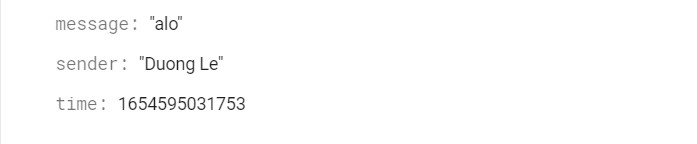 message: "alo"
sender: "Duong Le"
time: 1654595031753